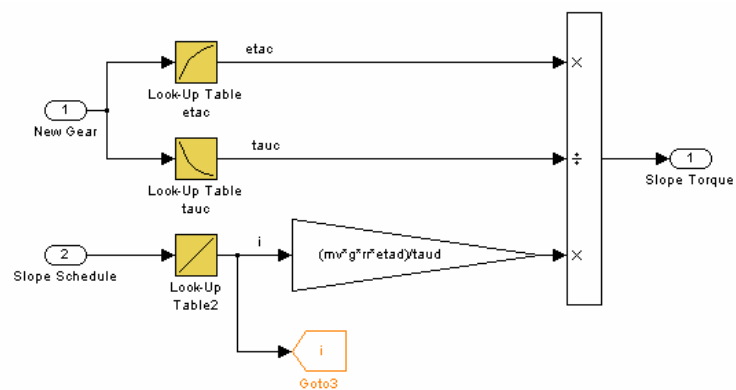 etac
×
Look-Up Table
etac
1
New Gear
tauc
÷
1
Slope Torque
Look-Up Table
tauc
2
Slope Schedule
i
(mv*g*rr*etad)/taud
×
Look-Up
Table2
i
Goto3